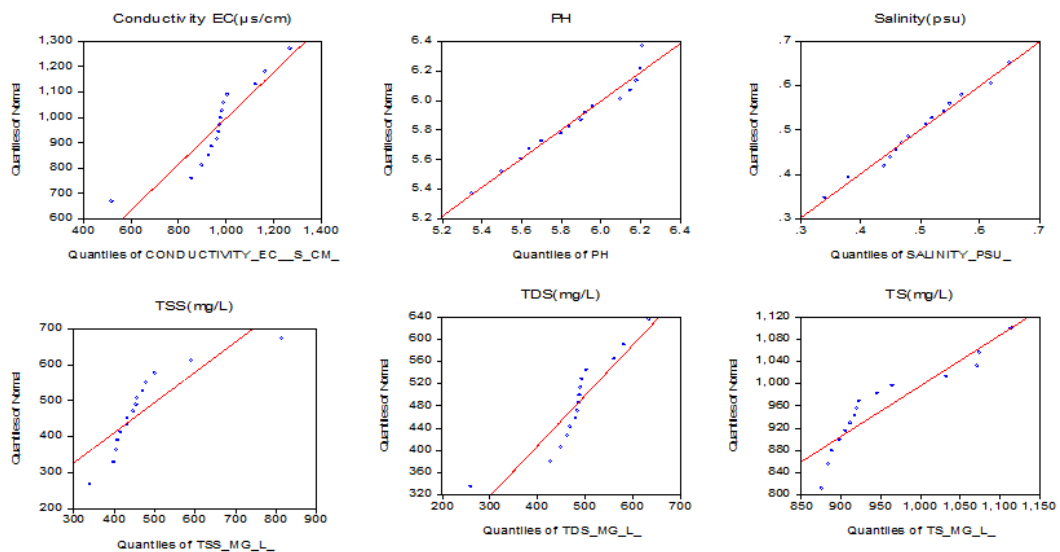 Conductivity EC(µs/cm)
1,300
1,200
1,100
1,000
900
800
700
600
Quantiles of Normal
400 600 800 1,000 1,200 1,400
Quantiles of CONDUCTIVITY_EC__S_CM_
PH
6.4
6.2
6.0
5.8
5.6
5.4
5.2
Quantiles of Normal
5.2 5.4 5.6 5.8 6.0 6.2 6.4
Quantiles of PH
Salinity(psu)
.7
.6
.5
.4
.3
Quantiles of Normal
.3 .4 .5 .6 .7
Quantiles of SALINITY_PSU_
TSS(mg/L)
700
600
500
400
300
200
Quantiles of Normal
300 400 500 600 700 800 900
Quantiles of TSS_MG_L_
TDS(mg/L)
640
600
560
520
480
440
400
360
320
Quantiles of Normal
200 300 400 500 600 700
Quantiles of TDS_MG_L_
TS(mg/L)
1,120
1,080
1,040
1,000
960
920
880
840
800
Quantiles of Normal
850 900 950 1,000 1,050 1,100 1,150
Quantiles of TS_MG_L_